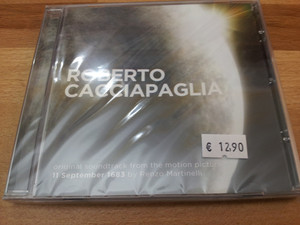 ROBERTO
CACCIAPAGLIA
original soundtrack from the motion picture
11 September 1683 by Renzo Martinelli
€ 12.90